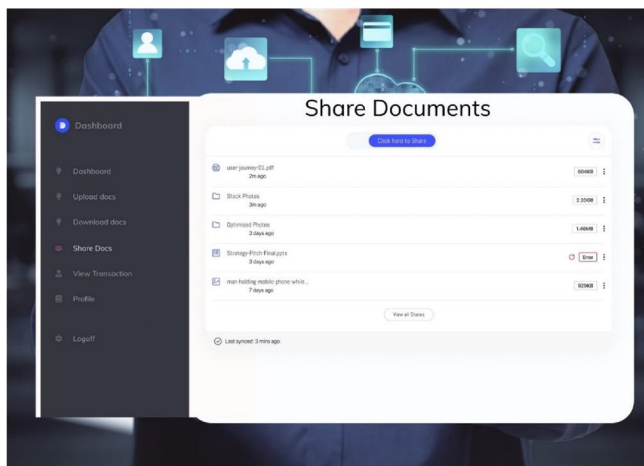 Share Documents
D Dashboard
Dashboard
Upload docs
Download docs
Share Docs
View Transaction
Profile
Logoff
Click here to Share
user-journey-01.pdf
2m ago
604KB
Stock Photos
3m ago
2.20GB
Optimised Photos
3 days ago
1.46MB
Strategy-Pitch-Final.pptx
3 days ago
Error
man-holding-mobile-phone-while...
7 days ago
929KB
View all Shares
Last synced: 3 mins ago